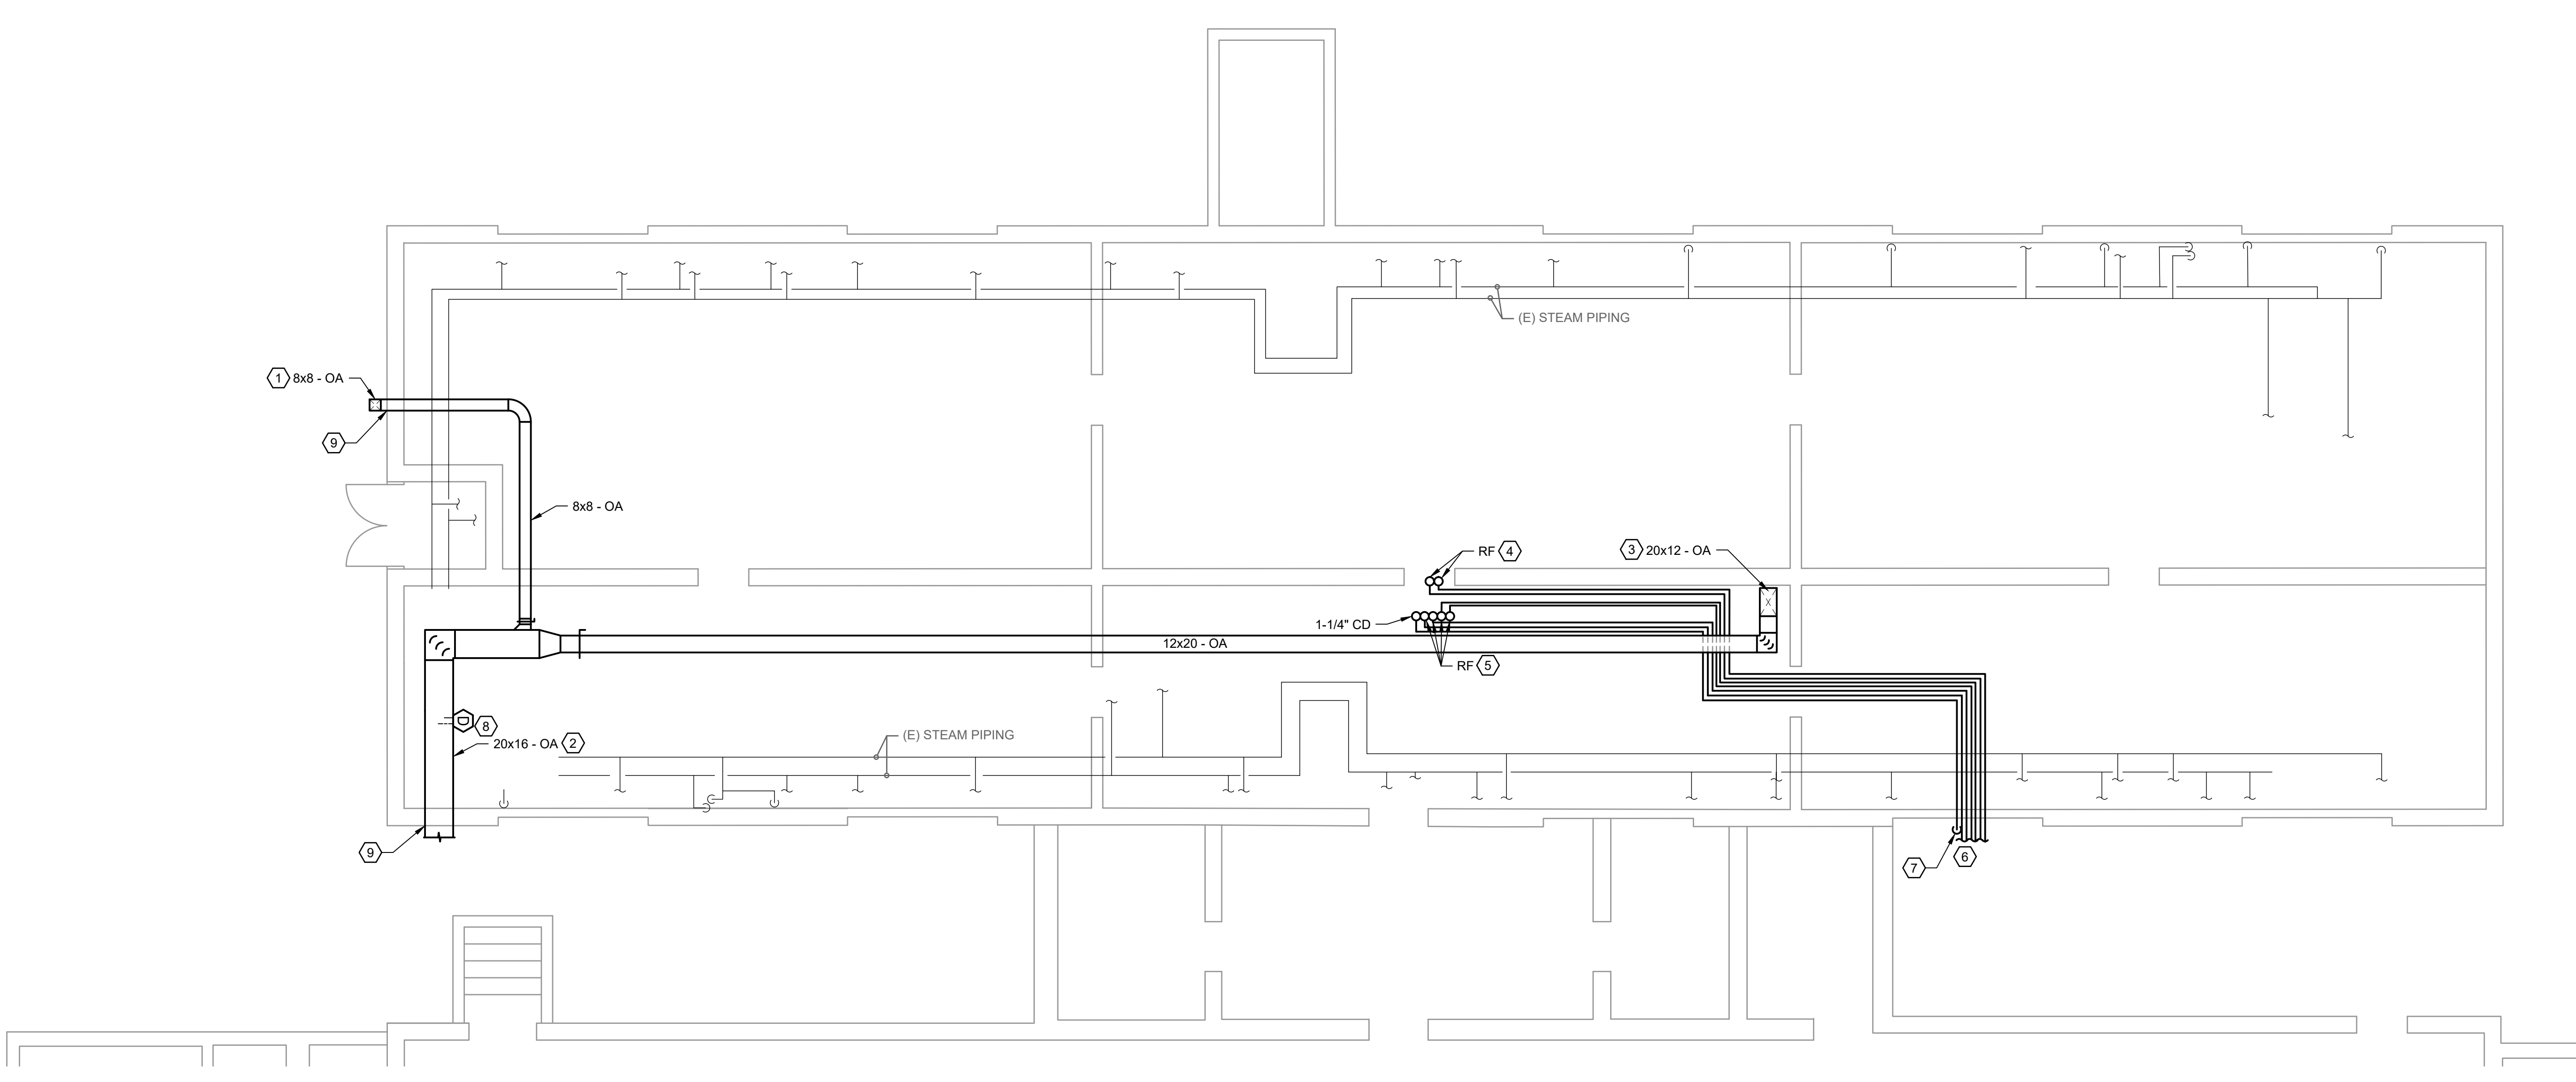 (E) STEAM PIPING
1 8x8 - OA
9
8x8 - OA
RF 4
3 20x12 - OA
1-1/4" CD
12x20 - OA
RF 5
D 8
20x16 - OA 2
(E) STEAM PIPING
9
7
6